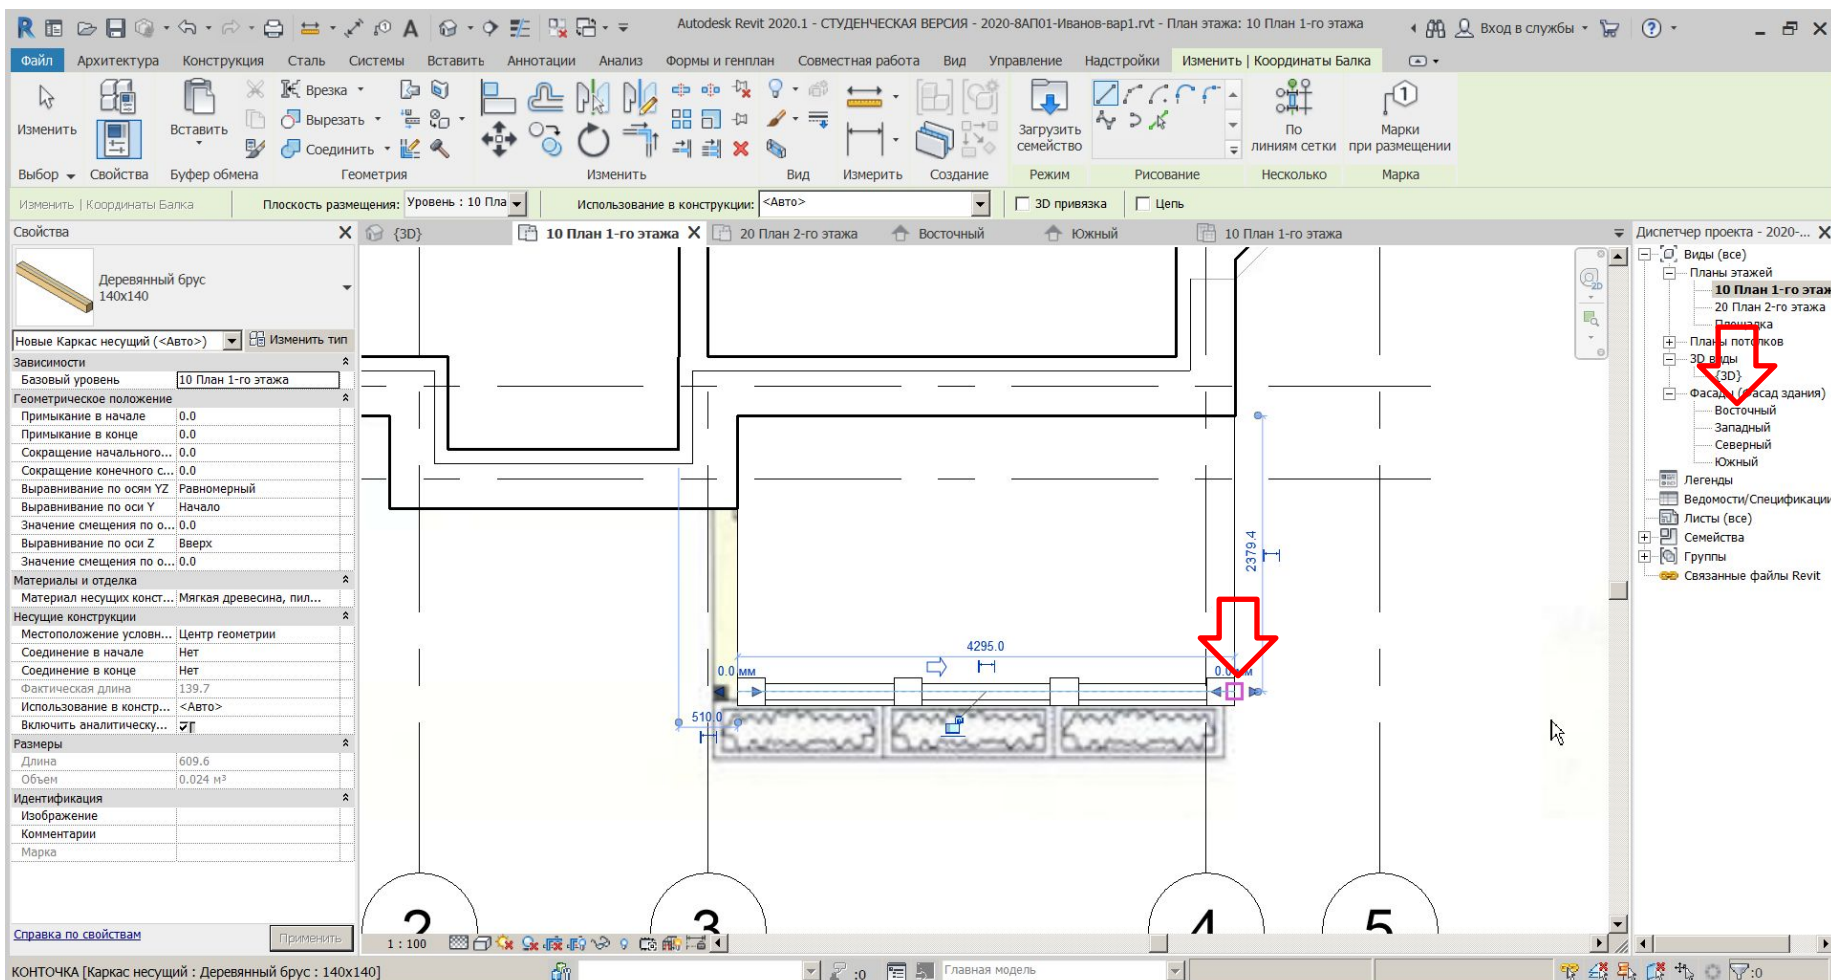 Autodesk Revit 2020.1 - СТУДЕНЧЕСКАЯ ВЕРСИЯ - 2020-8АП01-Иванов-вар1.rvt - План этажа: 10 План 1-го этажа
Вход в службы
Файл Архитектура Конструкция Сталь Системы Вставить Аннотации Анализ Формы и генплан Совместная работа Вид Управление Надстройки Изменить | Координаты Балка
Изменить
Вставить
Врезка
Вырезать
Соединить
Загрузить семейство
По линиям сетки
Марки при размещении
Выбор Свойства Буфер обмена Геометрия Изменить Вид Измерить Создание Режим Рисование Несколько Марка
Изменить | Координаты Балка
Плоскость размещения: Уровень : 10 Пла
Использование в конструкции: <Авто>
3D привязка
Цепь
Свойства
{3D}
10 План 1-го этажа
20 План 2-го этажа
Восточный
Южный
10 План 1-го этажа
Диспетчер проекта - 2020-...
Деревянный брус
140x140
Новые Каркас несущий (<Авто>)
Изменить тип
Зависимости
Базовый уровень 10 План 1-го этажа
Геометрическое положение
Примыкание в начале 0.0
Примыкание в конце 0.0
Сокращение начального... 0.0
Сокращение конечного с... 0.0
Выравнивание по осям YZ Равномерный
Выравнивание по оси Y Начало
Значение смещения по о... 0.0
Выравнивание по оси Z Вверх
Значение смещения по о... 0.0
Материалы и отделка
Материал несущих конст... Мягкая древесина, пил...
Несущие конструкции
Местоположение условн... Центр геометрии
Соединение в начале Нет
Соединение в конце Нет
Фактическая длина 139.7
Использование в констр... <Авто>
Включить аналитическу...
Размеры
Длина 609.6
Объем 0.024 м³
Идентификация
Изображение
Комментарии
Марка
Справка по свойствам
Применить
2379.4
4295.0
0.0 мм
510.0
2
3
4
5
1 : 100
Виды (все)
Планы этажей
10 План 1-го этаж
20 План 2-го этажа
Площадка
Планы потолков
3D виды
{3D}
Фасады (Фасад здания)
Восточный
Западный
Северный
Южный
Легенды
Ведомости/Спецификации
Листы (все)
Семейства
Группы
Связанные файлы Revit
КОНТОЧКА [Каркас несущий : Деревянный брус : 140x140]
:0
Главная модель
:0